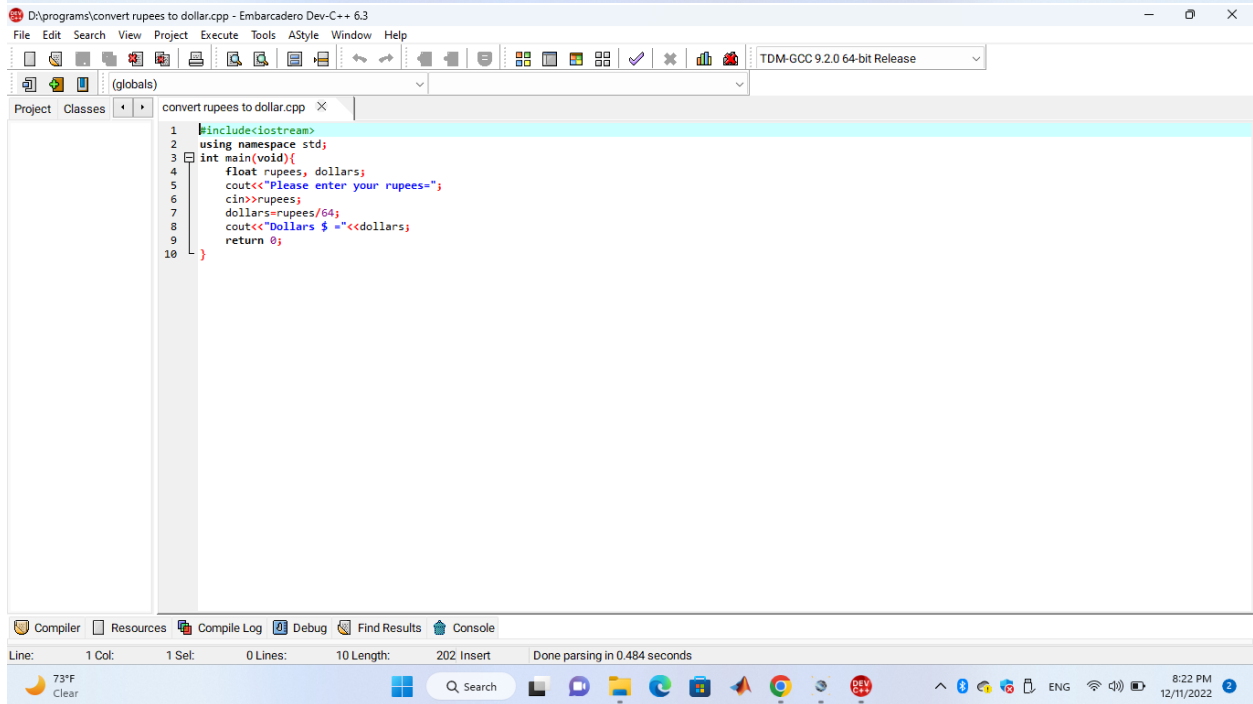 D:\programs\convert rupees to dollar.cpp - Embarcadero Dev-C++ 6.3
File Edit Search View Project Execute Tools AStyle Window Help
TDM-GCC 9.2.0 64-bit Release
(globals)
Project Classes convert rupees to dollar.cpp
1 #include<iostream>
2 using namespace std;
3 int main(void){
4 float rupees, dollars;
5 cout<<"Please enter your rupees=";
6 cin>>rupees;
7 dollars=rupees/64;
8 cout<<"Dollars $ ="<<dollars;
9 return 0;
10 }
Compiler Resources Compile Log Debug Find Results Console
Line: 1 Col: 1 Sel: 0 Lines: 10 Length: 202 Insert Done parsing in 0.484 seconds
73°F
Clear
Search
DEV C++
ENG
8:22 PM
12/11/2022
2